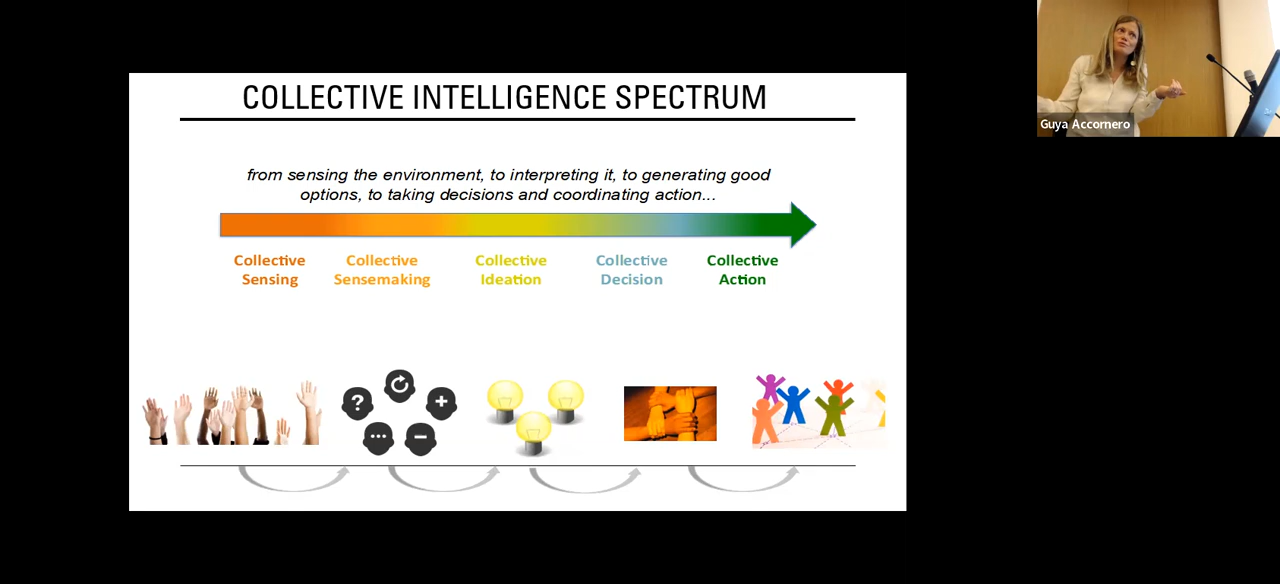 COLLECTIVE INTELLIGENCE SPECTRUM
from sensing the environment, to interpreting it, to generating good
options, to taking decisions and coordinating action...
Collective
Sensing
Collective
Sensemaking
Collective
Ideation
Collective
Decision
Collective
Action
? + ... −
Guya Accornero